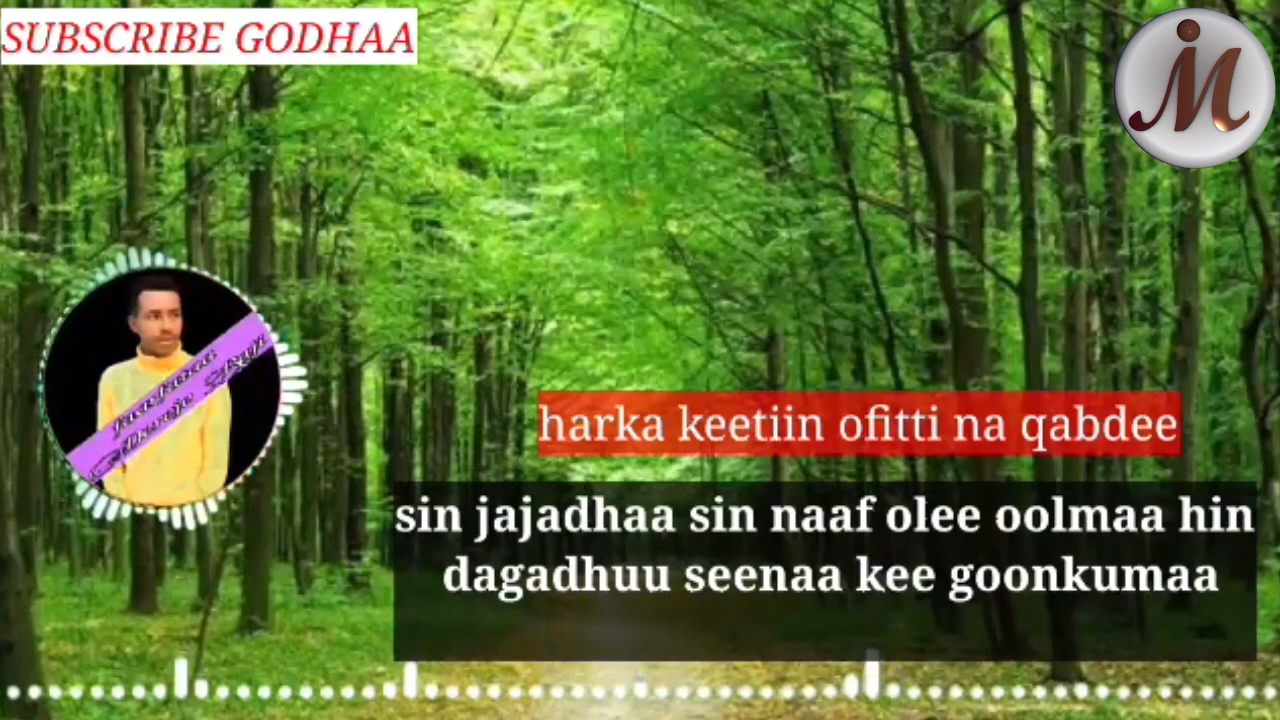 SUBSCRIBE GODHAA
M
harka keetiin ofitti na qabdee
sin jajadhaa sin naaf olee oolmaa hin
dagadhuu seenaa kee goonkumaa